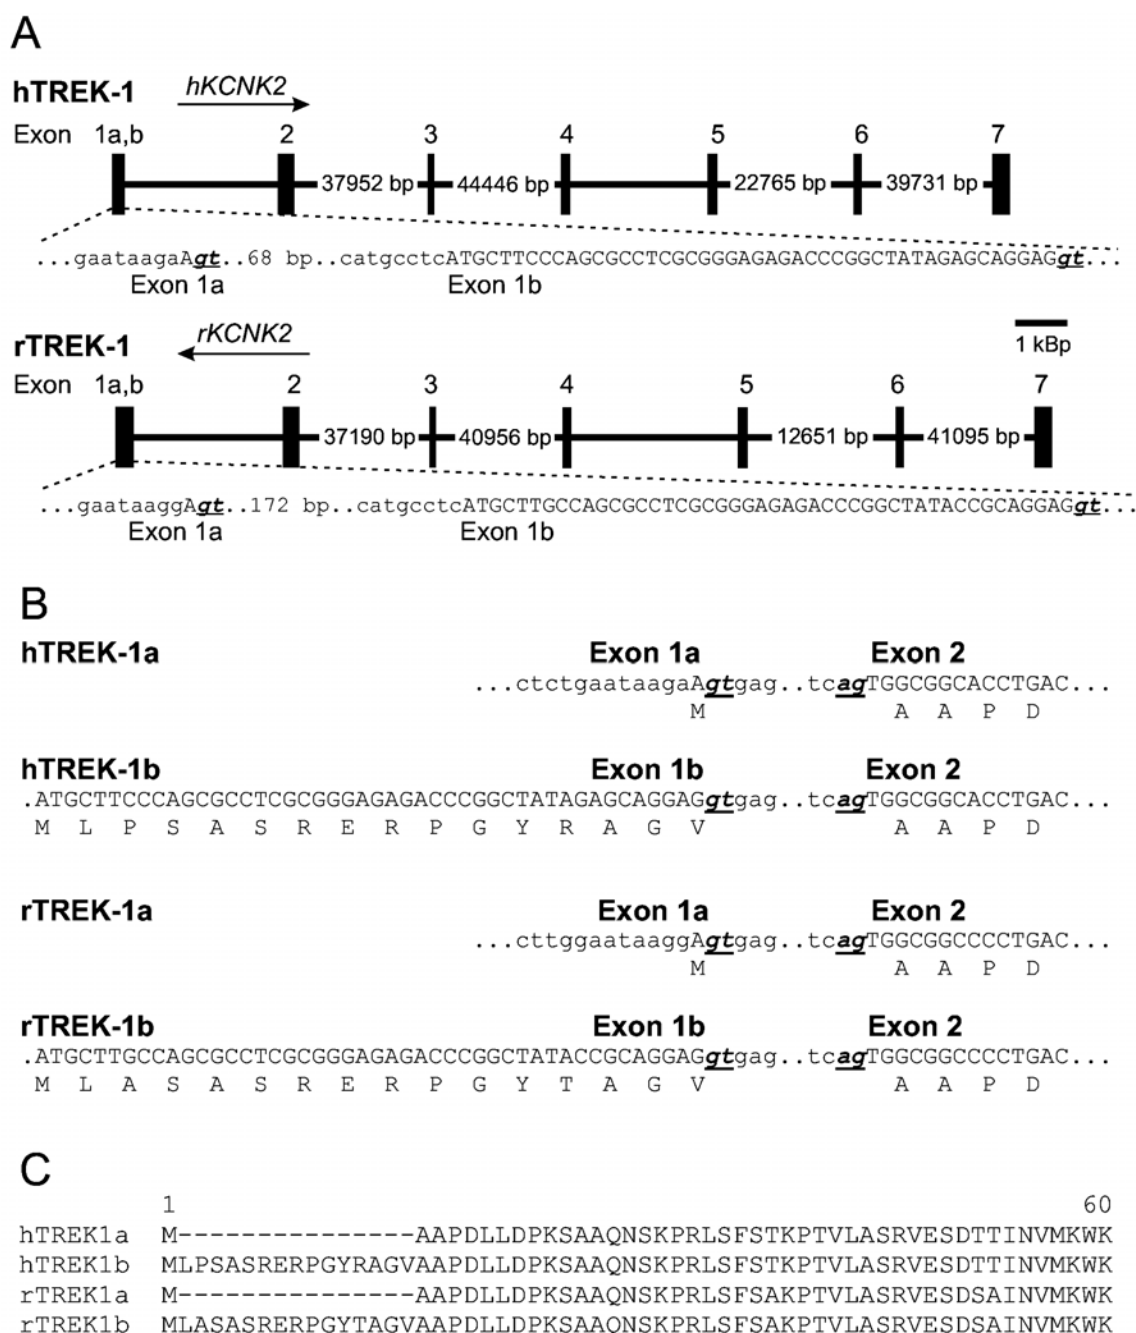 A
hTREK-1 hKCNK2
Exon 1a,b 2 3 4 5 6 7
37952 bp 44446 bp 22765 bp 39731 bp
...gaataagaAgt..68 bp..catgcctcATGCTTCCCAGCGCCTCGCGGGAGAGACCCGGCTATAGAGCAGGAGgt...
Exon 1a Exon 1b
rTREK-1 rKCNK2
1 kBp
Exon 1a,b 2 3 4 5 6 7
37190 bp 40956 bp 12651 bp 41095 bp
...gaataaggAgt..172 bp..catgcctcATGCTTGCCAGCGCCTCGCGGGAGAGACCCGGCTATACCGCAGGAGgt...
Exon 1a Exon 1b
B
hTREK-1a Exon 1a Exon 2
...ctctgaataagaAgtgag..tcagTGGCGGCACCTGAC...
M A A P D
hTREK-1b Exon 1b Exon 2
.ATGCTTCCCAGCGCCTCGCGGGAGAGACCCGGCTATAGAGCAGGAGgtgag..tcagTGGCGGCACCTGAC...
M L P S A S R E R P G Y R A G V A A P D
rTREK-1a Exon 1a Exon 2
...cttggaataaggAgtgag..tcagTGGCGGCCCCTGAC...
M A A P D
rTREK-1b Exon 1b Exon 2
.ATGCTTGCCAGCGCCTCGCGGGAGAGACCCGGCTATACCGCAGGAGgtgag..tcagTGGCGGCCCCTGAC...
M L A S A S R E R P G Y T A G V A A P D
C
1 60
hTREK1a M---------------AAPDLLDPKSAAQNSKPRLSFSTKPTVLASRVESDTTINVMKWK
hTREK1b MLPSASRERPGYRAGVAAPDLLDPKSAAQNSKPRLSFSTKPTVLASRVESDTTINVMKWK
rTREK1a M---------------AAPDLLDPKSAAQNSKPRLSFSAKPTVLASRVESDSAINVMKWK
rTREK1b MLASASRERPGYTAGVAAPDLLDPKSAAQNSKPRLSFSAKPTVLASRVESDSAINVMKWK